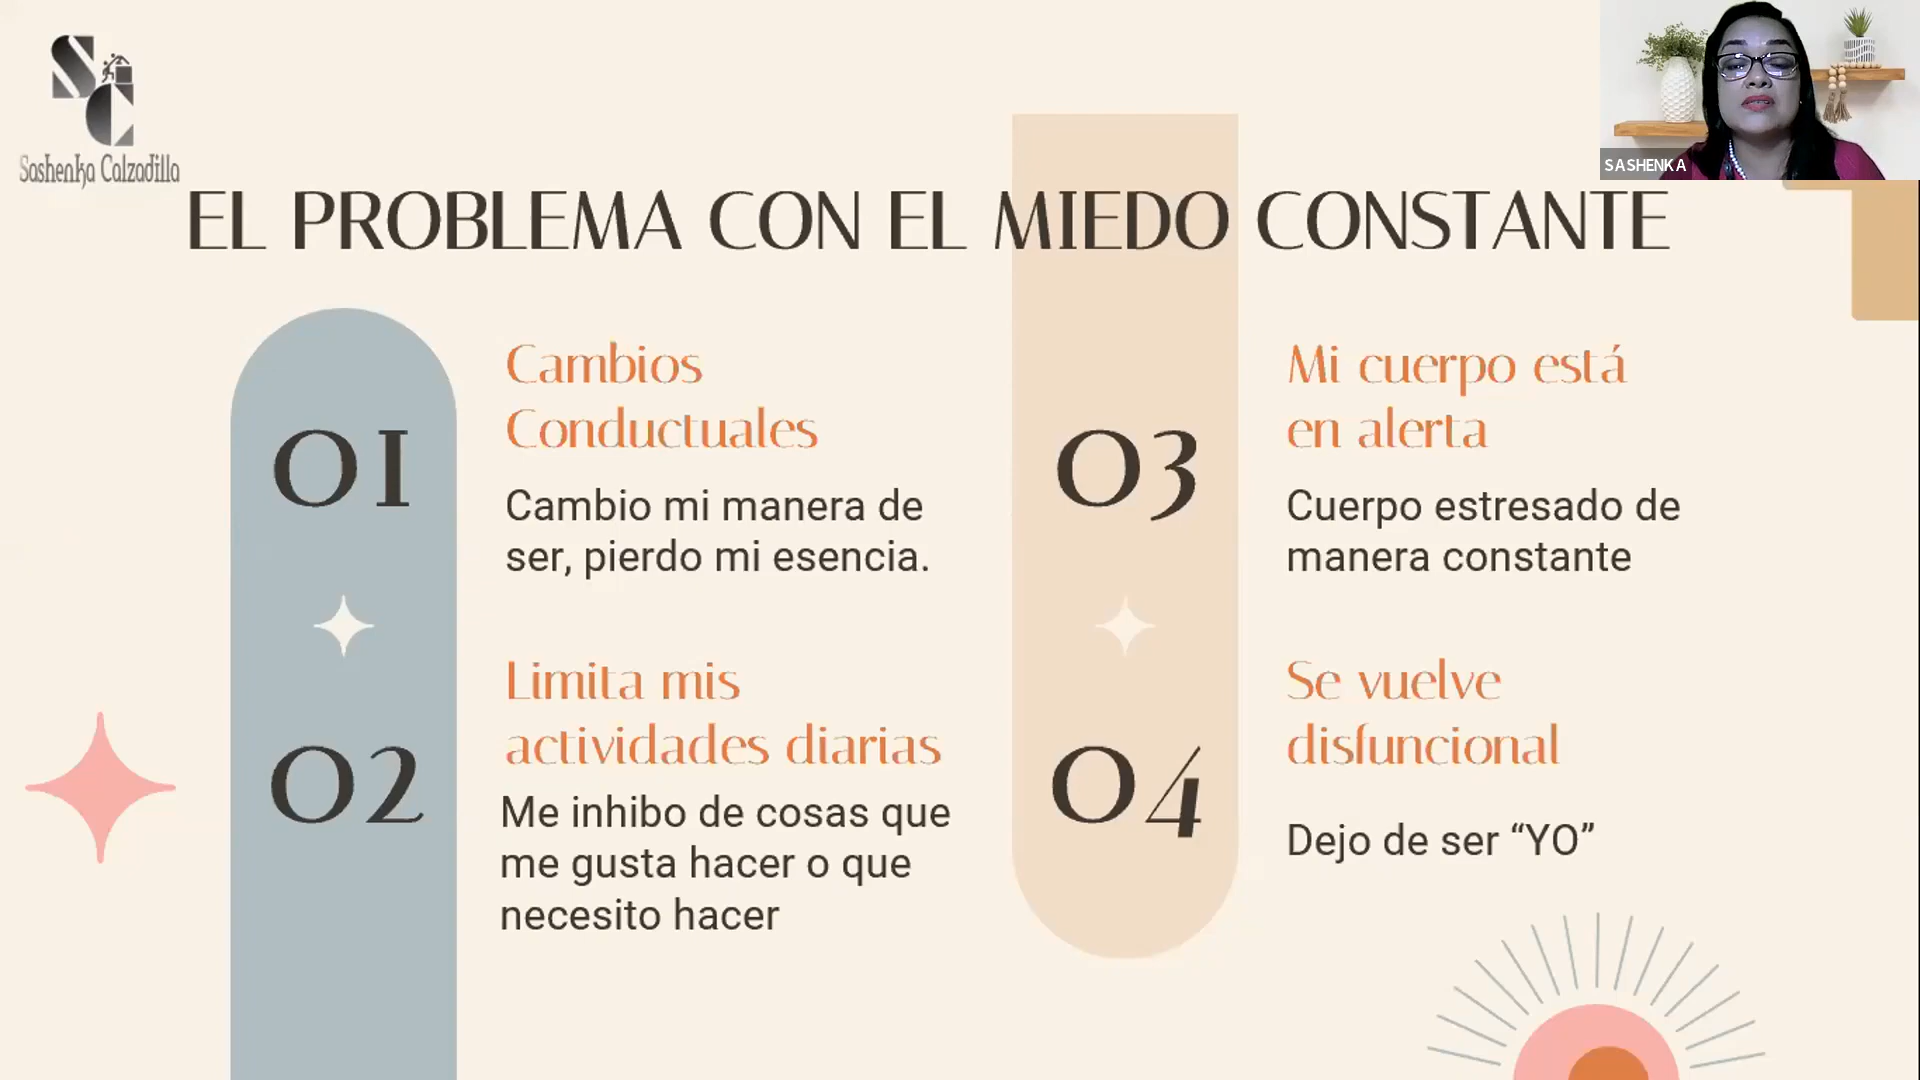 SC
Sashenka Calzadilla
SASHENKA
EL PROBLEMA CON EL MIEDO CONSTANTE
01
Cambios
Conductuales
Cambio mi manera de
ser, pierdo mi esencia.
02
Limita mis
actividades diarias
Me inhibo de cosas que
me gusta hacer o que
necesito hacer
03
Mi cuerpo está
en alerta
Cuerpo estresado de
manera constante
04
Se vuelve
disfuncional
Dejo de ser “YO”